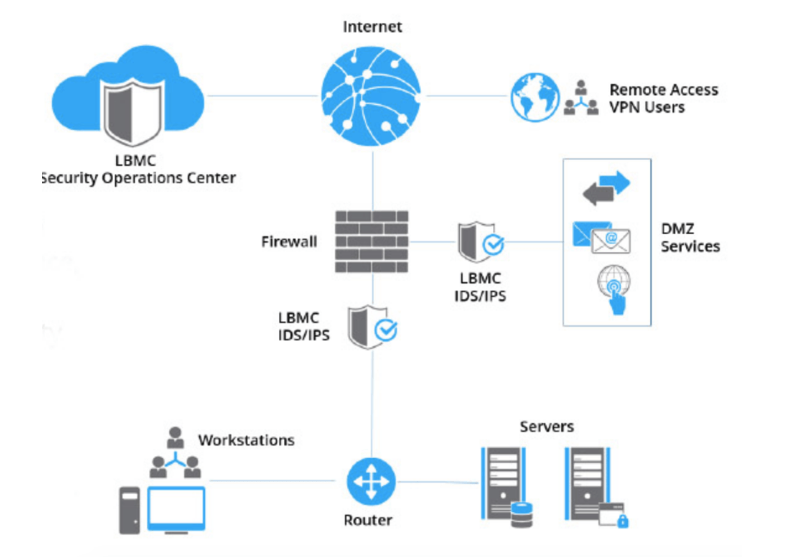 Internet
Remote Access
VPN Users
LBMC
Security Operations Center
Firewall
LBMC
IDS/IPS
@
DMZ
Services
LBMC
IDS/IPS
Workstations
Servers
Router